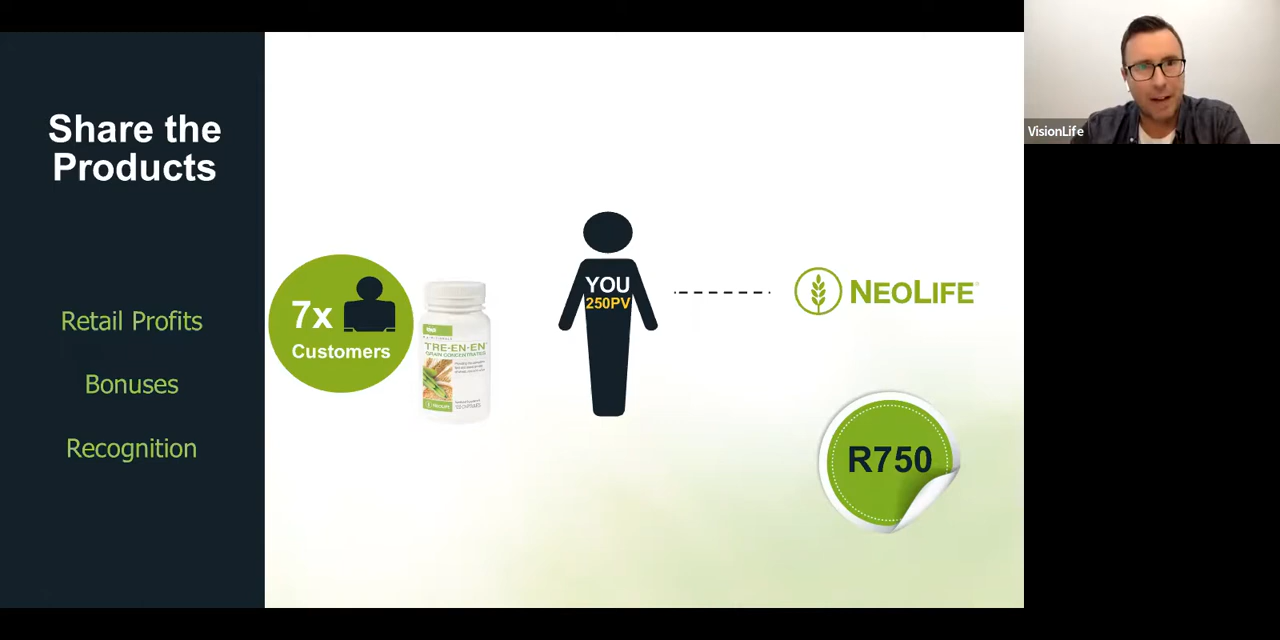 Share the
Products
Retail Profits
Bonuses
Recognition
7x
Customers
TRE-EN-EN
GRAIN CONCENTRATES
NEOLIFE
YOU
250PV
NEOLIFE
R750
VisionLife